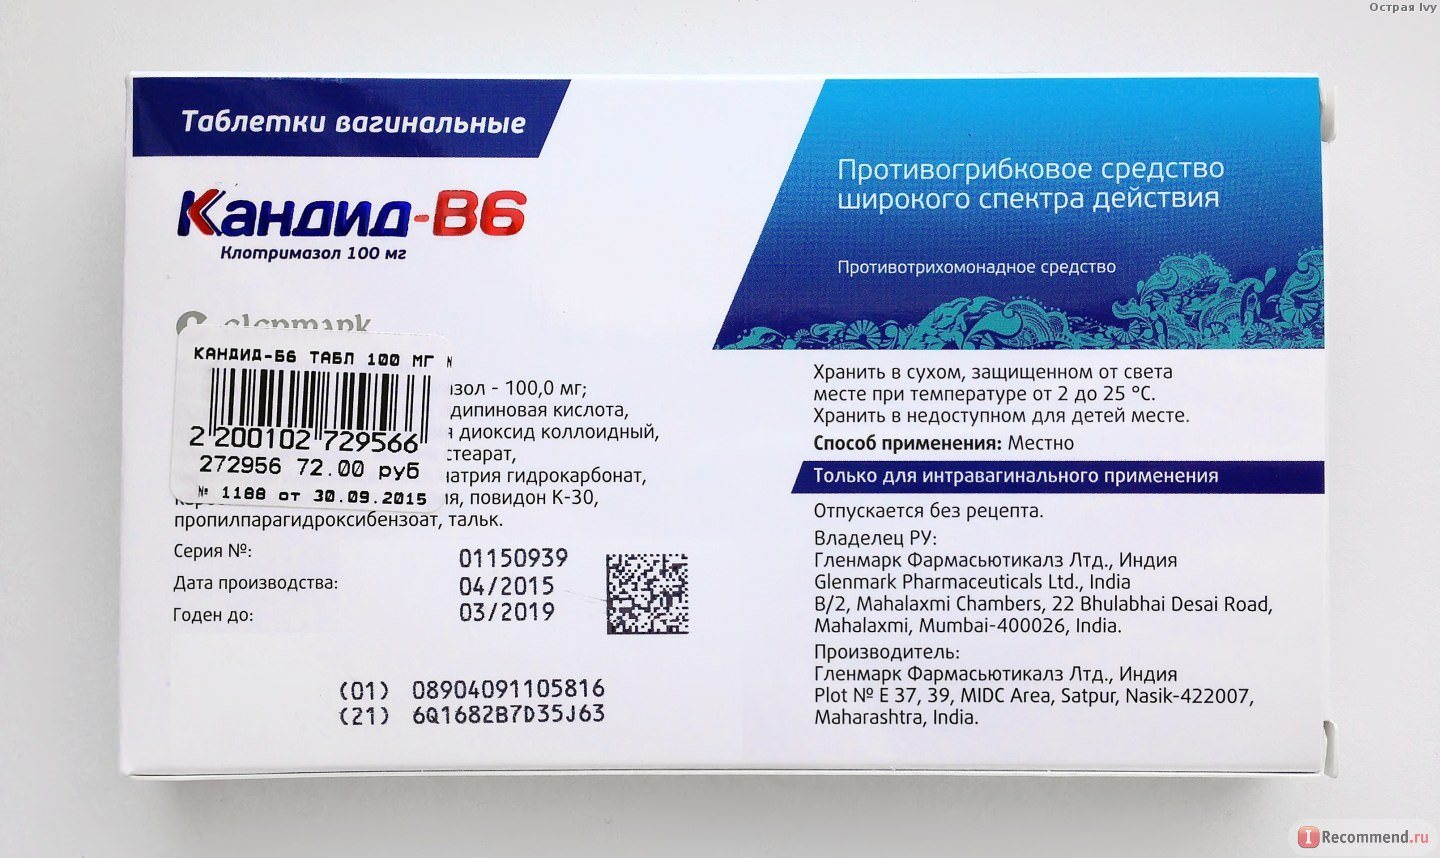 Острая Ivy
Таблетки вагинальные
Кандид-В6
Клотримазол 100 мг
glenmark
КАНДИД-Б6 ТАБЛ 100 МГ №
2 200102 729566
272956 72.00 руб
№ 1188 от 30.09.2015
- 100,0 мг;
кислота,
диоксид коллоидный,
гидрокарбонат,
повидон К-30,
пропилпарагидроксибензоат, тальк.
Серия №: 01150939
Дата производства: 04/2015
Годен до: 03/2019
(01) 08904091105816
(21) 6Q1682B7D35J63
Противогрибковое средство
широкого спектра действия
Противотрихомонадное средство
Хранить в сухом, защищенном от света
месте при температуре от 2 до 25 °С.
Хранить в недоступном для детей месте.
Способ применения: Местно
Только для интравагинального применения
Отпускается без рецепта.
Владелец РУ:
Гленмарк Фармасьютикалз Лтд., Индия
Glenmark Pharmaceuticals Ltd., India
B/2, Mahalaxmi Chambers, 22 Bhulabhai Desai Road,
Mahalaxmi, Mumbai-400026, India.
Производитель:
Гленмарк Фармасьютикалз Лтд., Индия
Plot № E 37, 39, MIDC Area, Satpur, Nasik-422007,
Maharashtra, India.
IRecommend.ru